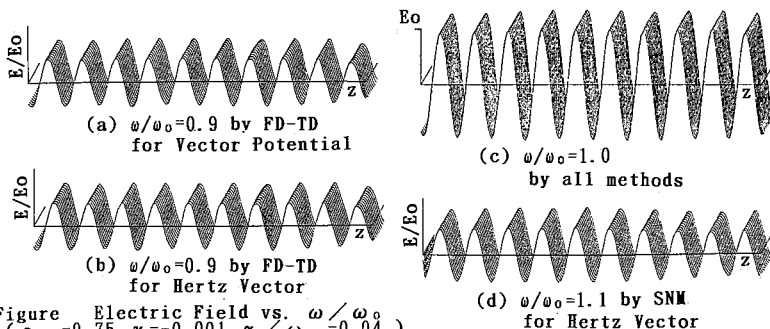 E/Eo
z
(a) ω/ω₀=0.9 by FD-TD
for Vector Potential
E/Eo
z
(b) ω/ω₀=0.9 by FD-TD
for Hertz Vector
Eo
z
(c) ω/ω₀=1.0
by all methods
E/Eo
z
(d) ω/ω₀=1.1 by SNM
for Hertz Vector
Figure Electric Field vs. ω/ω₀